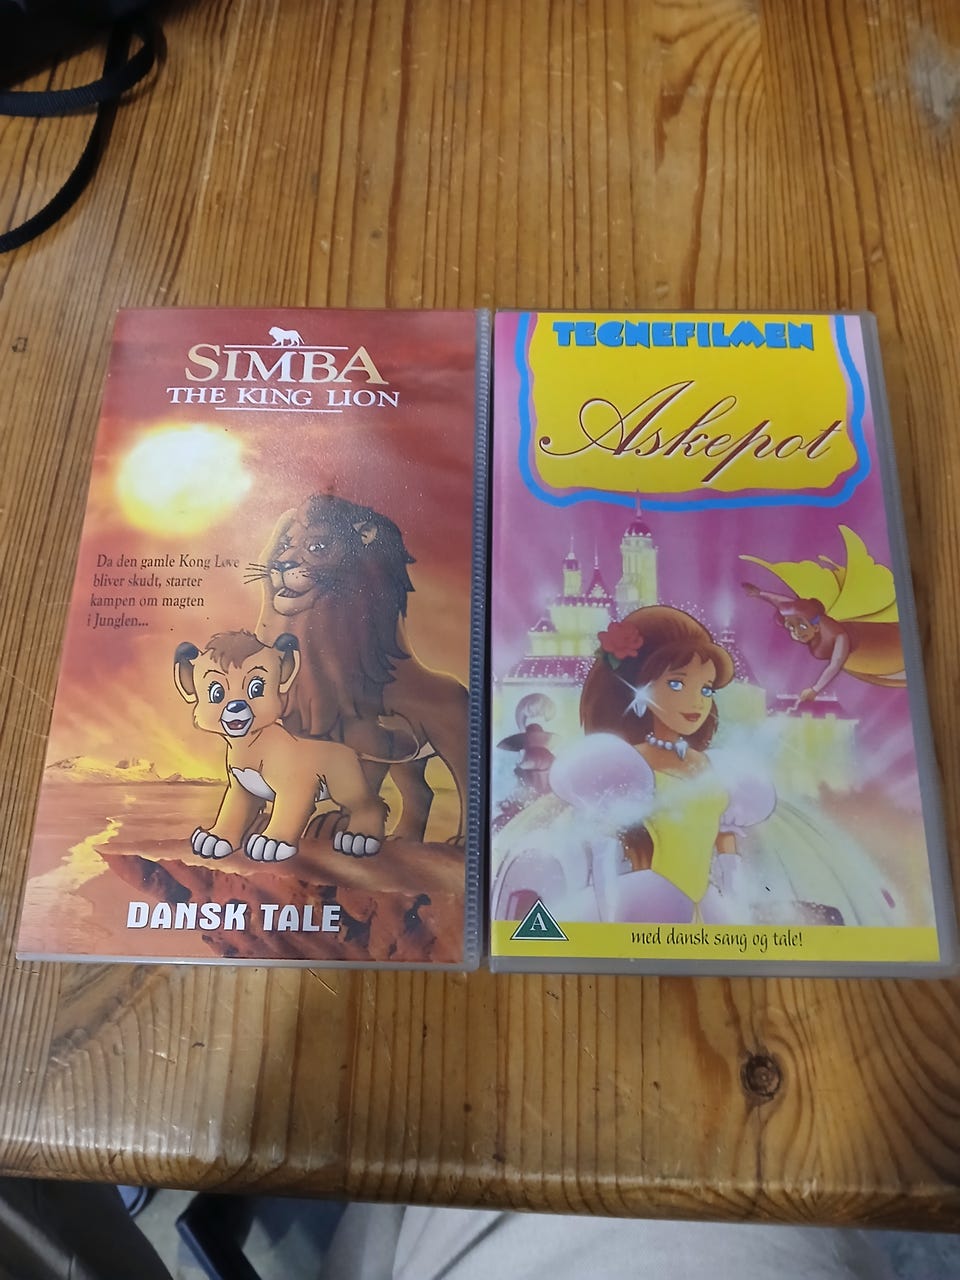 SIMBA
THE KING LION
Da den gamle Kong Løve
bliver skudt, starter
kampen om magten
i Junglen...
DANSK TALE
TEGNEFILMEN
Askepot
A
med dansk sang og tale!